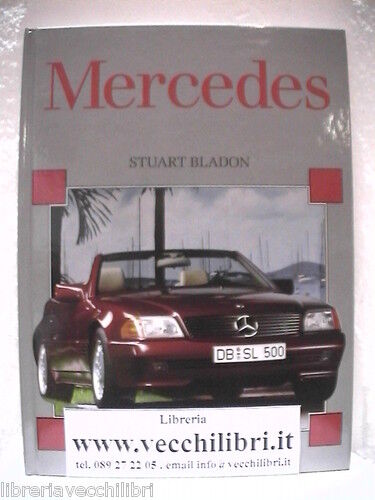 Mercedes
STUART BLADON
DB SL 500
Libreria
www.vecchilibri.it
tel. 089 27 22 05 . email info@vecchilibri.it
libreriavecchilibri